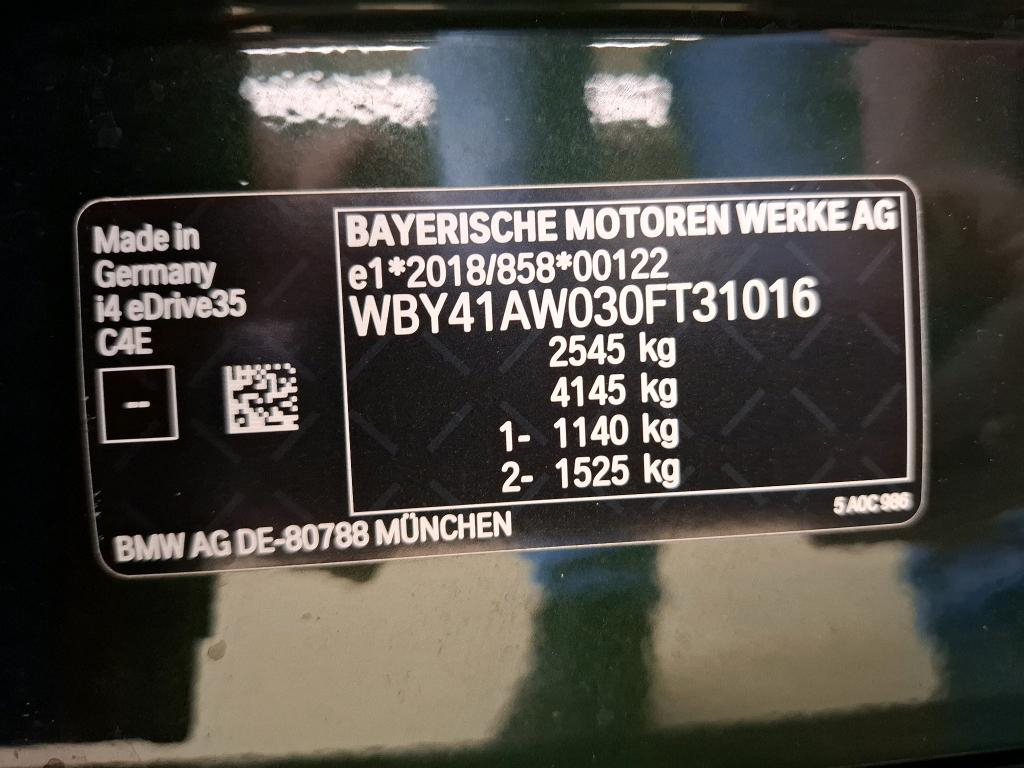 Made in
Germany
i4 eDrive35
C4E
--
BAYERISCHE MOTOREN WERKE AG
e1*2018/858*00122
WBY41AW030FT31016
2545 kg
4145 kg
1- 1140 kg
2- 1525 kg
5 A0C 986
BMW AG DE-80788 MÜNCHEN